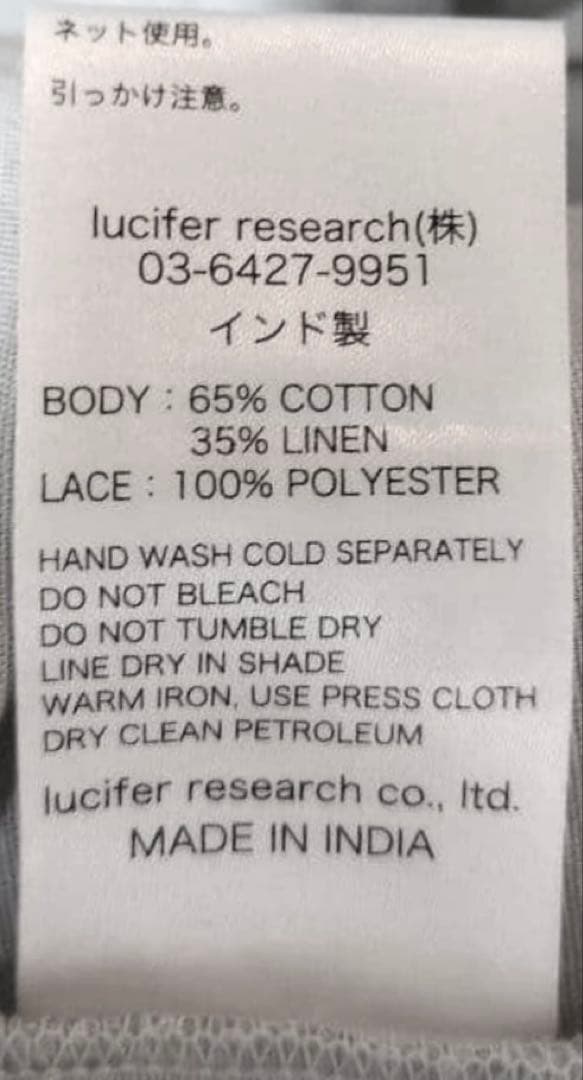 ネット使用。
引っかけ注意。
lucifer research(株)
03-6427-9951
インド製
BODY : 65% COTTON
35% LINEN
LACE : 100% POLYESTER
HAND WASH COLD SEPARATELY
DO NOT BLEACH
DO NOT TUMBLE DRY
LINE DRY IN SHADE
WARM IRON, USE PRESS CLOTH
DRY CLEAN PETROLEUM
lucifer research co., ltd.
MADE IN INDIA